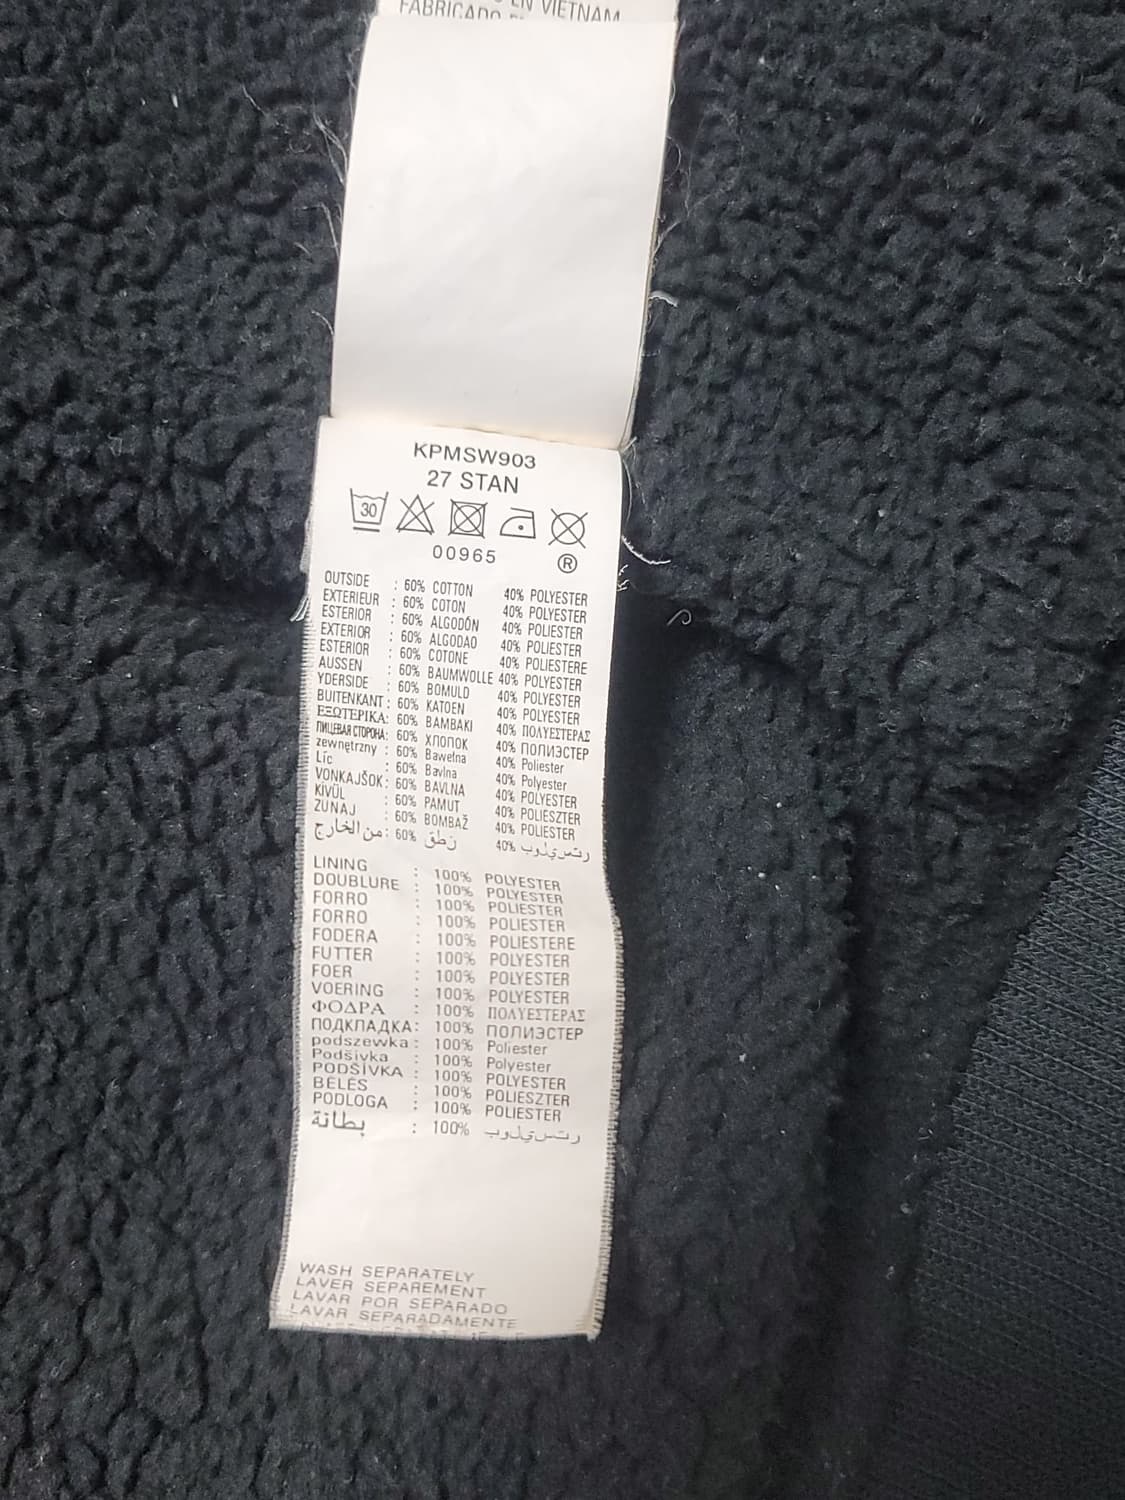 EN VIETNAM
FABRICADO
KPMSW903
27 STAN
30
00965 ®
OUTSIDE : 60% COTTON 40% POLYESTER
EXTERIEUR : 60% COTON 40% POLYESTER
ESTERIOR : 60% ALGODÓN 40% POLIESTER
EXTERIOR : 60% ALGODAO 40% POLIESTER
ESTERIOR : 60% COTONE 40% POLIESTERE
AUSSEN : 60% BAUMWOLLE 40% POLYESTER
YDERSIDE : 60% BOMULD 40% POLYESTER
BUITENKANT : 60% KATOEN 40% POLYESTER
ΕΞΩΤΕΡΙΚΑ: 60% ΒΑΜΒΑΚΙ 40% ΠΟΛΥΕΣΤΕΡΑΣ
ЛИЦЕВАЯ СТОРОНА: 60% ХЛОПОК 40% ПОЛИЭСТЕР
zewnętrzny : 60% Bawełna 40% Poliester
Líc : 60% Bavlna 40% Polyester
VONKAJŠOK: 60% BAVLNA 40% POLYESTER
KÍVÜL : 60% PAMUT 40% POLIESZTER
ZUNAJ : 60% BOMBAŽ 40% POLIESTER
من الخارج : 60% قطن 40% بوليستر
LINING : 100% POLYESTER
DOUBLURE : 100% POLYESTER
FORRO : 100% POLIESTER
FORRO : 100% POLIESTER
FODERA : 100% POLIESTERE
FUTTER : 100% POLYESTER
FOER : 100% POLYESTER
VOERING : 100% POLYESTER
ΦΟΔΡΑ : 100% ΠΟΛΥΕΣΤΕΡΑΣ
ПОДКЛАДКА: 100% ПОЛИЭСТЕР
podszewka : 100% Poliester
Podšívka : 100% Polyester
PODŠÍVKA : 100% POLYESTER
BELÉS : 100% POLIESZTER
PODLOGA : 100% POLIESTER
بطانة : 100% بوليستر
WASH SEPARATELY
LAVER SEPAREMENT
LAVAR POR SEPARADO
LAVAR SEPARADAMENTE